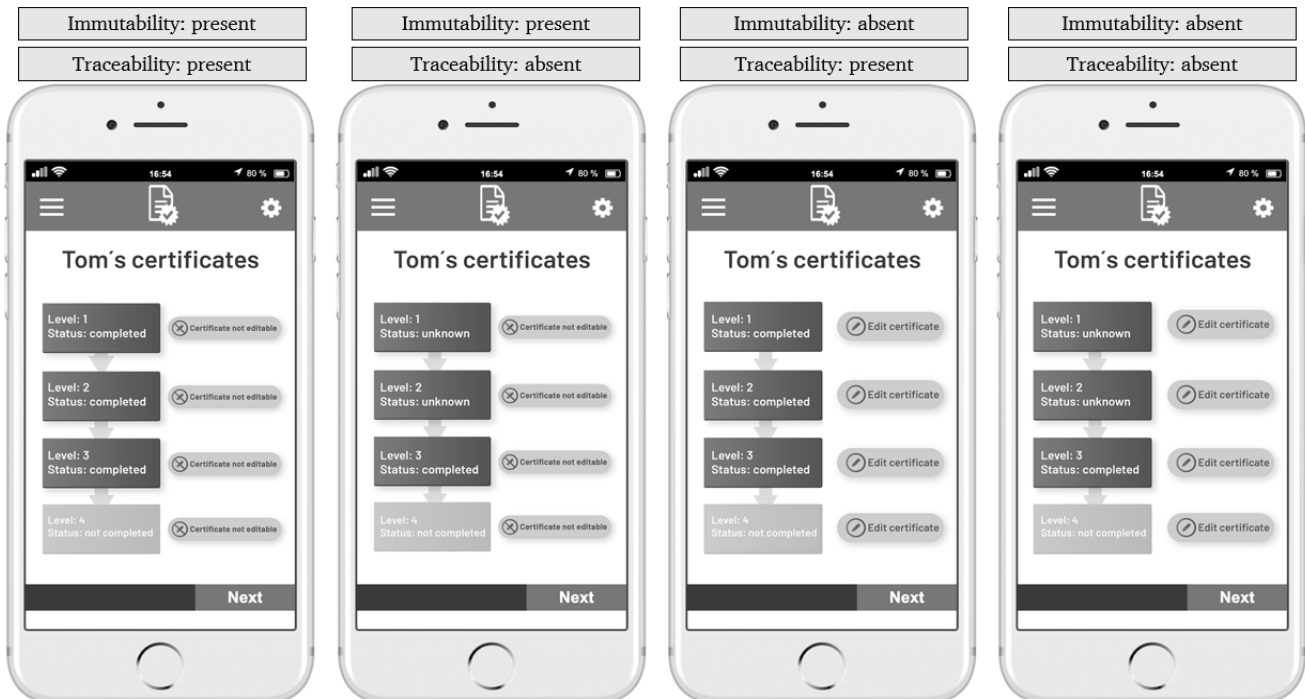 Immutability: present
Traceability: present
16:54
80 %
Tom´s certificates
Level: 1
Status: completed
Certificate not editable
Level: 2
Status: completed
Certificate not editable
Level: 3
Status: completed
Certificate not editable
Level: 4
Status: not completed
Certificate not editable
Next
Immutability: present
Traceability: absent
16:54
80 %
Tom´s certificates
Level: 1
Status: unknown
Certificate not editable
Level: 2
Status: unknown
Certificate not editable
Level: 3
Status: completed
Certificate not editable
Level: 4
Status: not completed
Certificate not editable
Next
Immutability: absent
Traceability: present
16:54
80 %
Tom´s certificates
Level: 1
Status: completed
Edit certificate
Level: 2
Status: completed
Edit certificate
Level: 3
Status: completed
Edit certificate
Level: 4
Status: not completed
Edit certificate
Next
Immutability: absent
Traceability: absent
16:54
80 %
Tom´s certificates
Level: 1
Status: unknown
Edit certificate
Level: 2
Status: unknown
Edit certificate
Level: 3
Status: completed
Edit certificate
Level: 4
Status: not completed
Edit certificate
Next